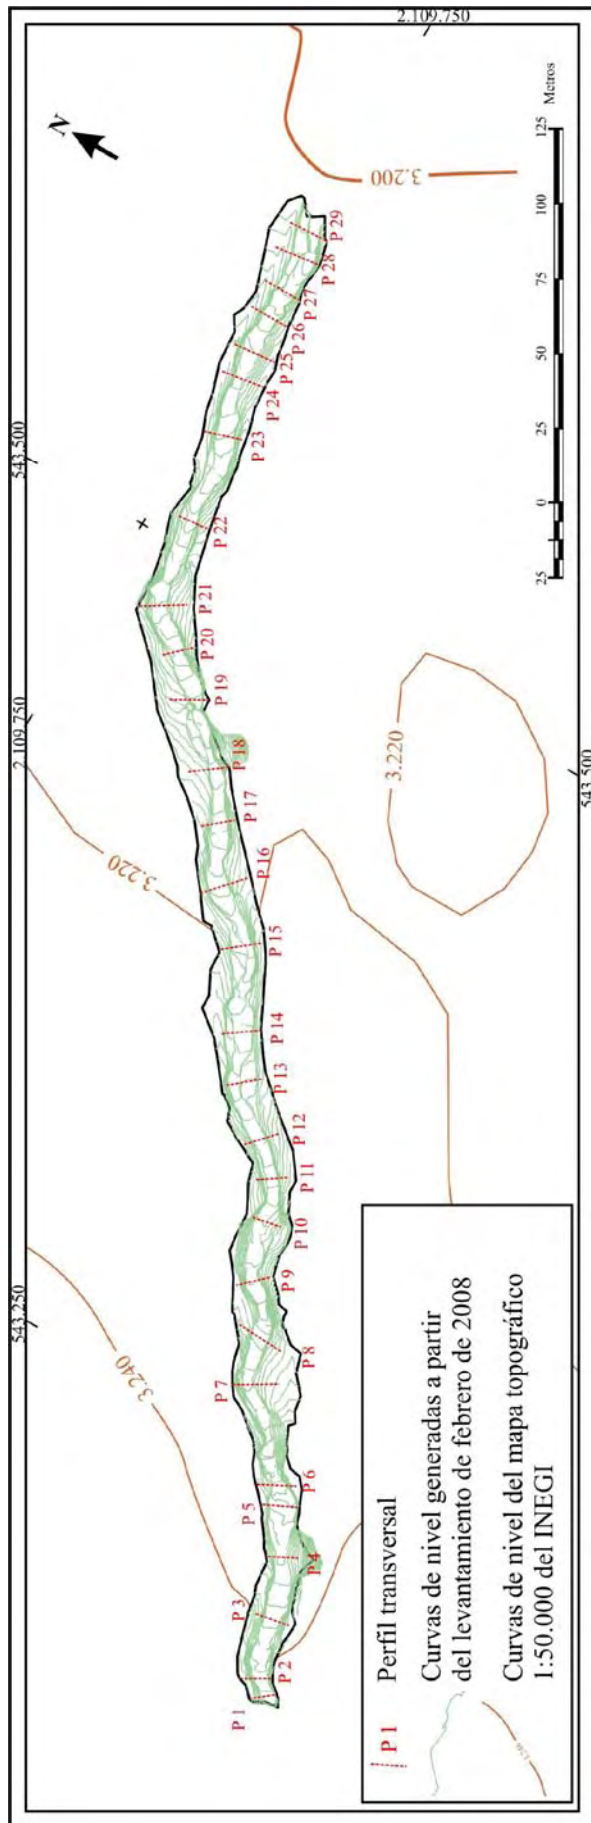 2.109.750
N
Metros
25
0
25
50
75
100
125
3.200
543.500
2.109.750
3.220
3.220
543.500
543.250
3.240
P 1
P 2
P 3
P 4
P 5
P 6
P 7
P 8
P 9
P 10
P 11
P 12
P 13
P 14
P 15
P 16
P 17
P 18
P 19
P 20
P 21
P 22
P 23
P 24
P 25
P 26
P 27
P 28
P 29
P 1
Perfil transversal
Curvas de nivel generadas a partir
del levantamiento de febrero de 2008
Curvas de nivel del mapa topográfico
1:50.000 del INEGI